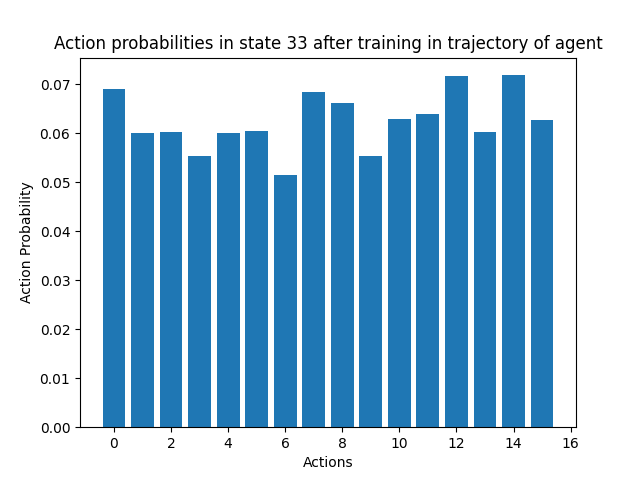 Action probabilities in state 33 after training in trajectory of agent
0.07
0.06
0.05
0.04
0.03
0.02
0.01
0.00
Action Probability
0 2 4 6 8 10 12 14 16
Actions